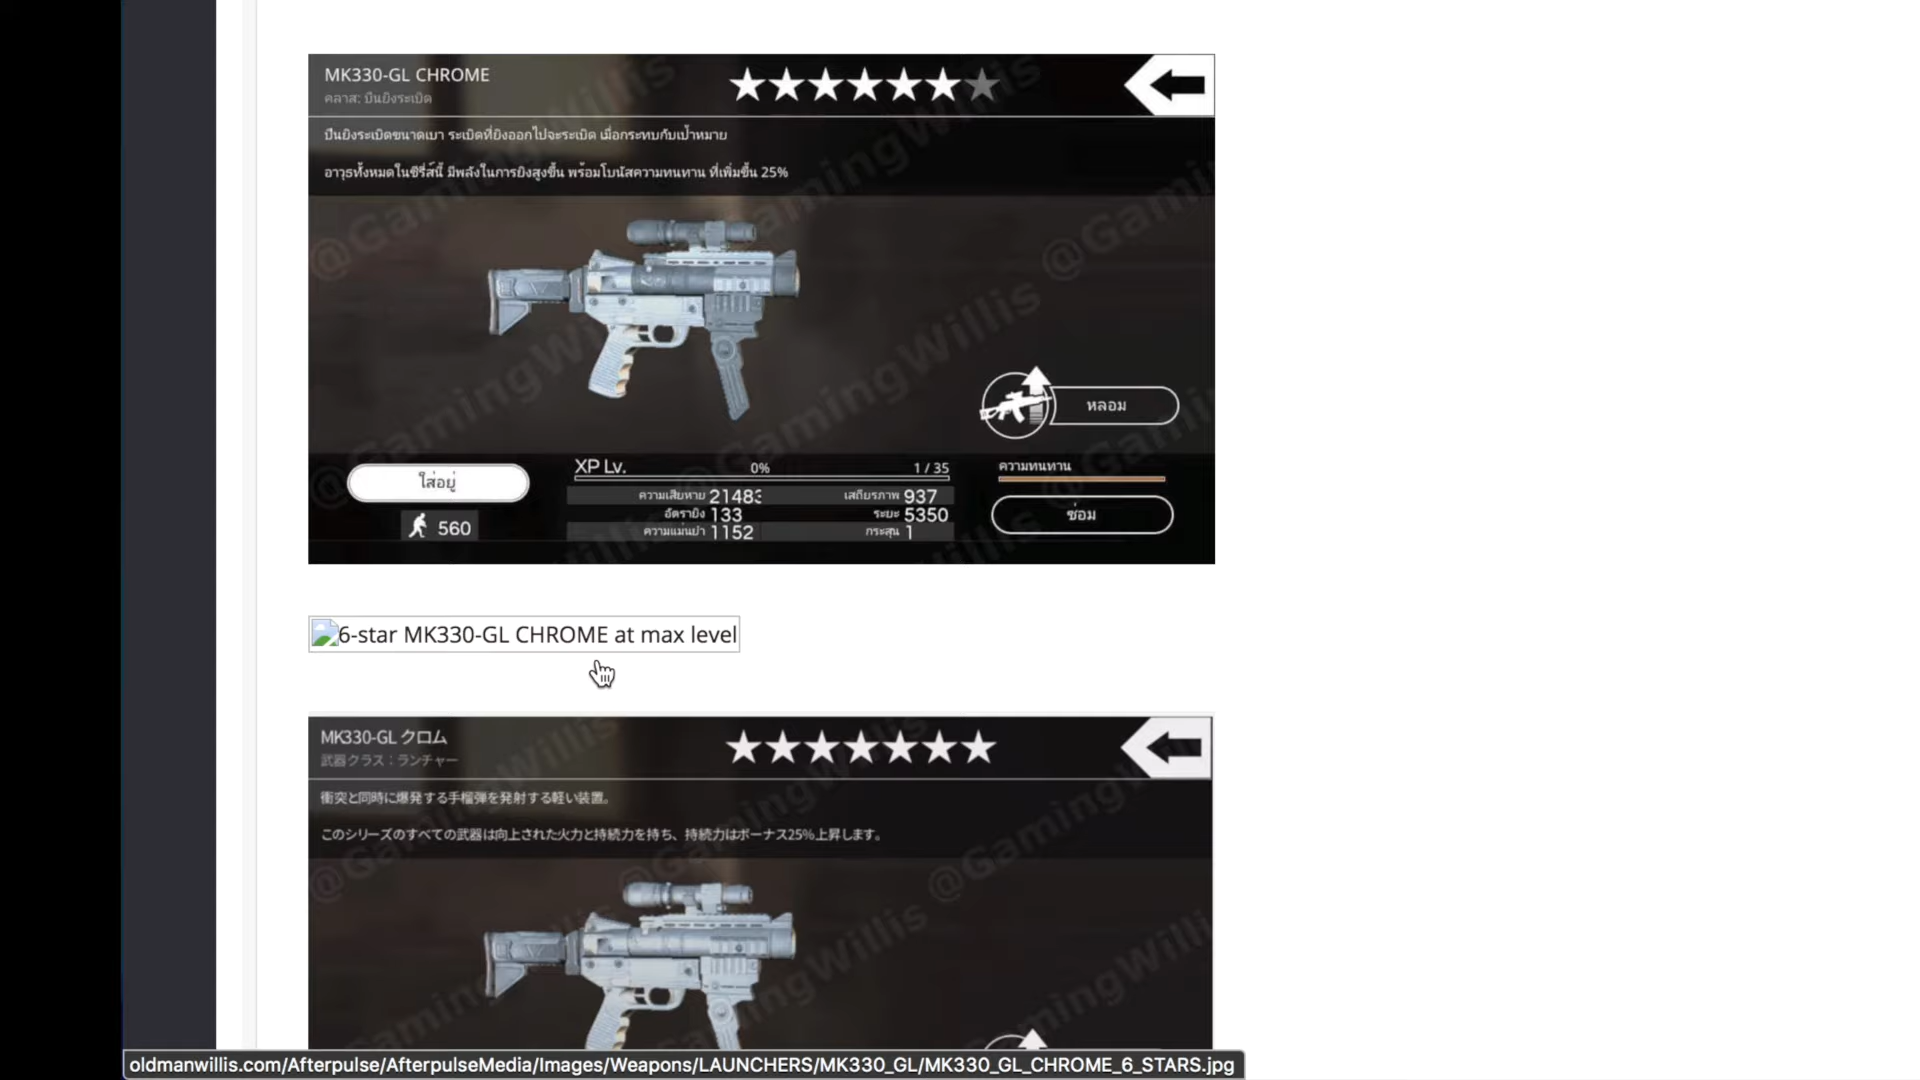 MK330-GL CHROME
คลาส: ปืนยิงระเบิด
ปืนยิงระเบิดขนาดเบา ระเบิดที่ยิงออกไปจะระเบิด เมื่อกระทบกับเป้าหมาย
อาวุธทั้งหมดในซีรี่ส์นี้ มีพลังในการยิงสูงขึ้น พร้อมโบนัสความทนทาน ที่เพิ่มขึ้น 25%
@GamingWillis
หลอม
ใส่อยู่
560
XP Lv. 0% 1 / 35
ความเสียหาย 21483 เสถียรภาพ 937
อัตรายิง 133 ระยะ 5350
ความแม่นยำ 1152 กระสุน 1
ความทนทาน
ซ่อม
6-star MK330-GL CHROME at max level
MK330-GL クロム
武器クラス：ランチャー
衝突と同時に爆発する手榴弾を発射する軽い装置。
このシリーズのすべての武器は向上された火力と持続力を持ち、持続力はボーナス25%上昇します。
@GamingWillis
oldmanwillis.com/Afterpulse/AfterpulseMedia/Images/Weapons/LAUNCHERS/MK330_GL/MK330_GL_CHROME_6_STARS.jpg